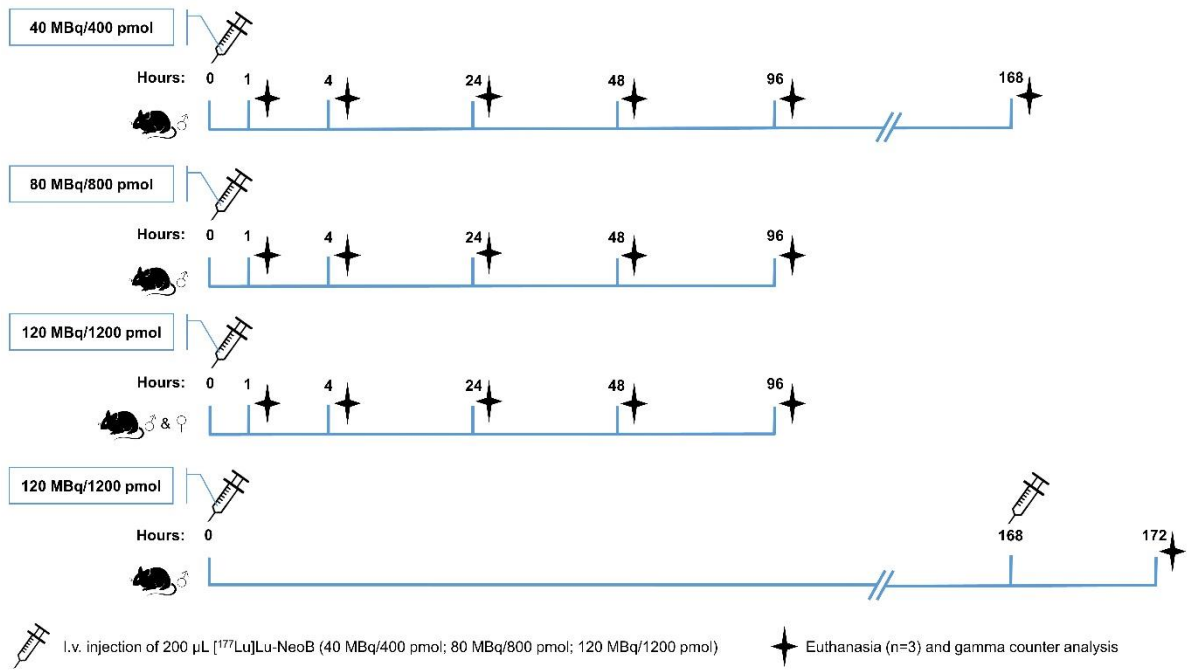 40 MBq/400 pmol
Hours: 0 1 4 24 48 96 168
♂
80 MBq/800 pmol
Hours: 0 1 4 24 48 96
♂
120 MBq/1200 pmol
Hours: 0 1 4 24 48 96
♂ & ♀
120 MBq/1200 pmol
Hours: 0 168 172
♂
I.v. injection of 200 µL [¹⁷⁷Lu]Lu-NeoB (40 MBq/400 pmol; 80 MBq/800 pmol; 120 MBq/1200 pmol) Euthanasia (n=3) and gamma counter analysis